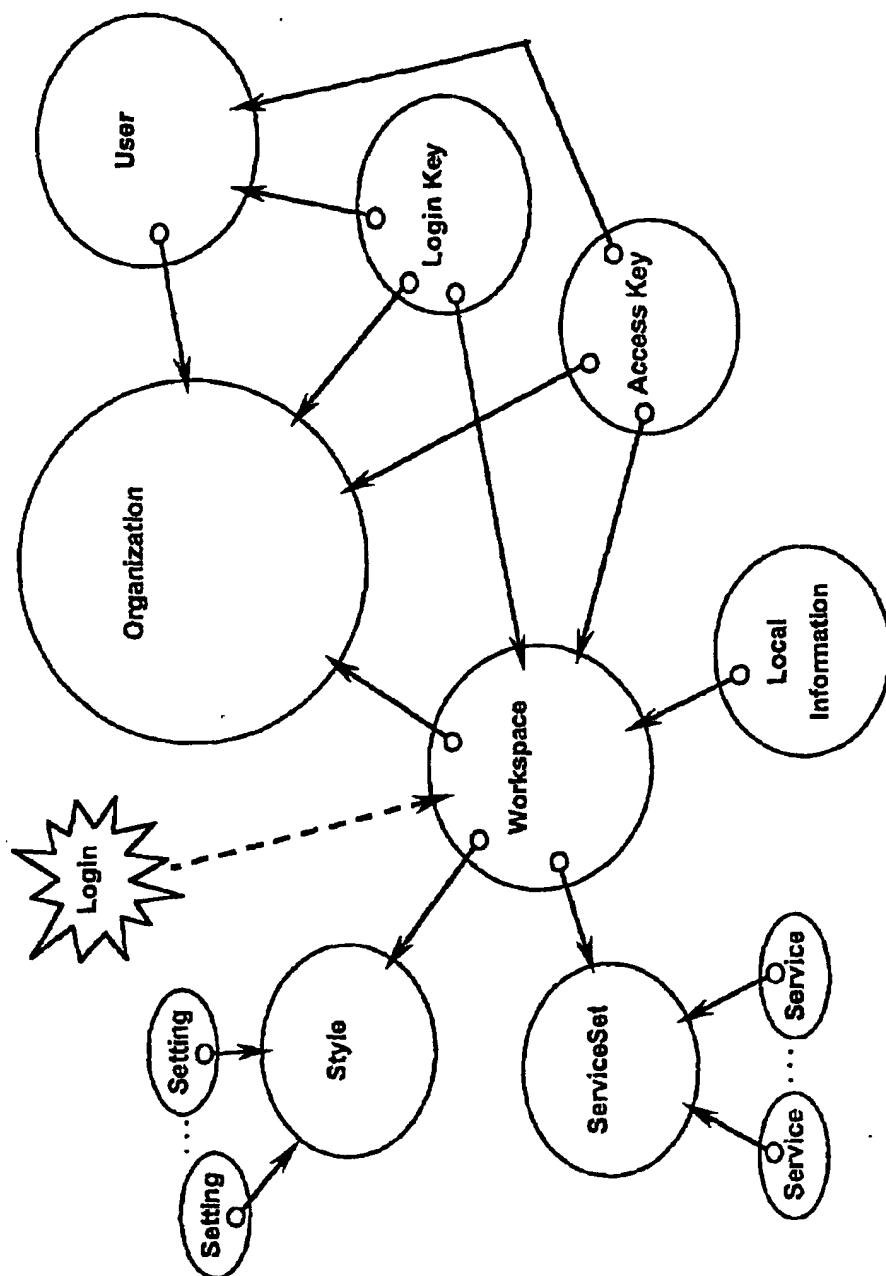 User
Login Key
Access Key
Organization
Local
Information
Workspace
Login
Style
ServiceSet
Setting
....
Setting
Service
....
Service